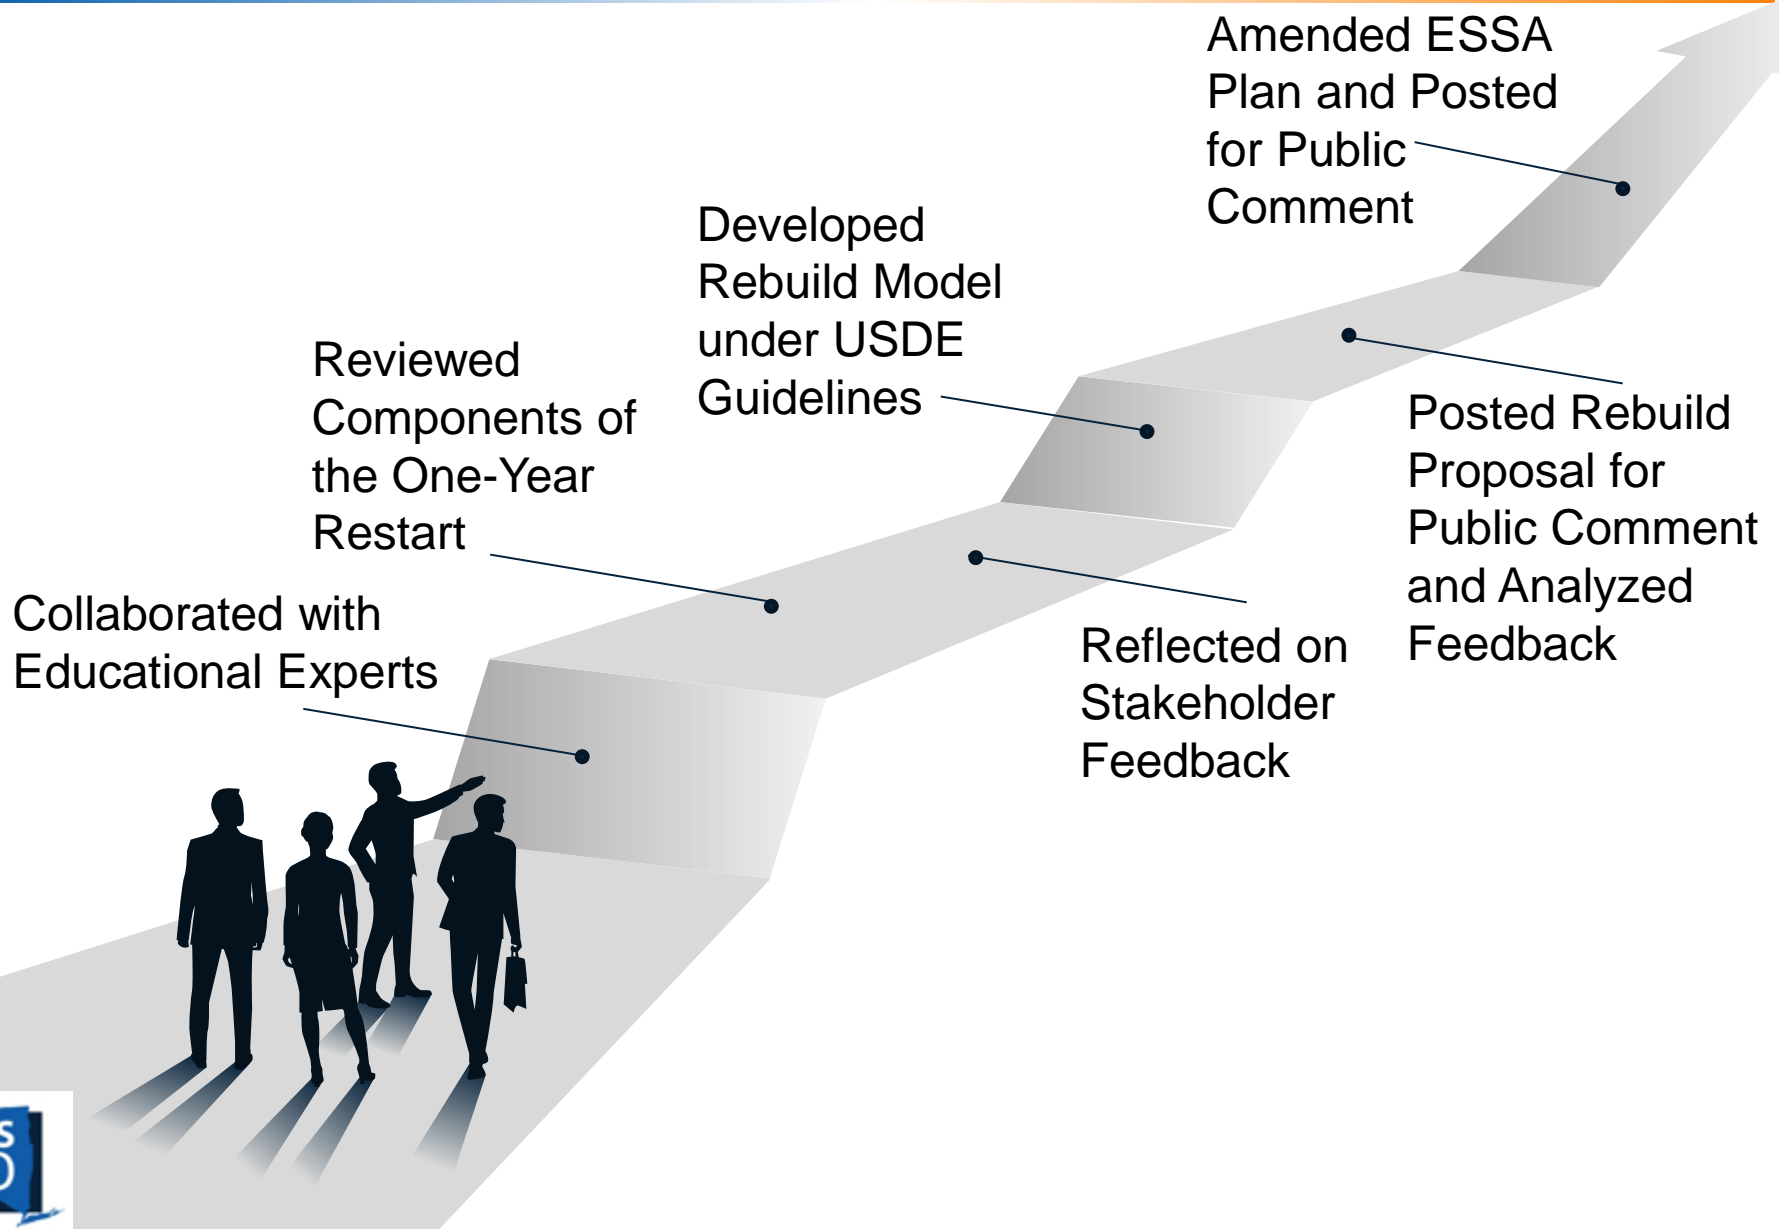 Collaborated with
Educational Experts
Reviewed
Components of
the One-Year
Restart
Reflected on
Stakeholder
Feedback
Developed
Rebuild Model
under USDE
Guidelines
Posted Rebuild
Proposal for
Public Comment
and Analyzed
Feedback
Amended ESSA
Plan and Posted
for Public
Comment